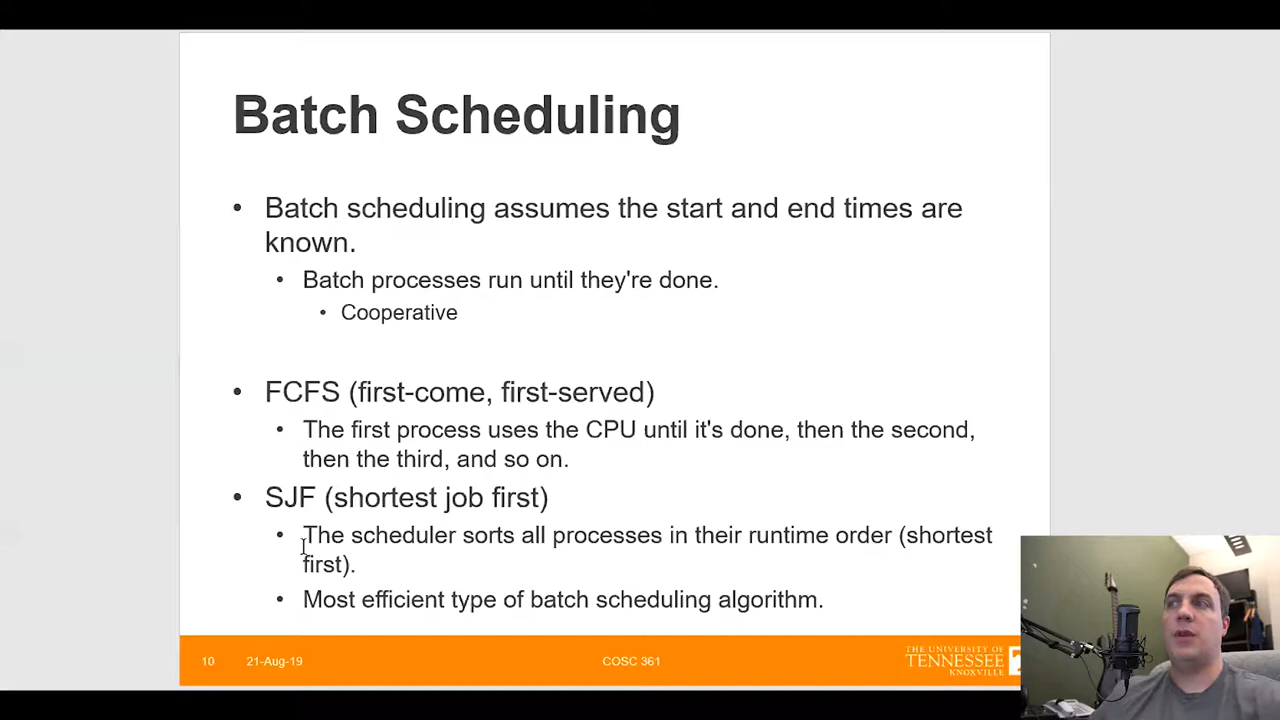 Batch Scheduling
• Batch scheduling assumes the start and end times are
known.
• Batch processes run until they're done.
• Cooperative
• FCFS (first-come, first-served)
• The first process uses the CPU until it's done, then the second,
then the third, and so on.
• SJF (shortest job first)
• The scheduler sorts all processes in their runtime order (shortest
first).
• Most efficient type of batch scheduling algorithm.
10
21-Aug-19
COSC 361
THE UNIVERSITY OF
TENNESSEE
KNOXVILLE